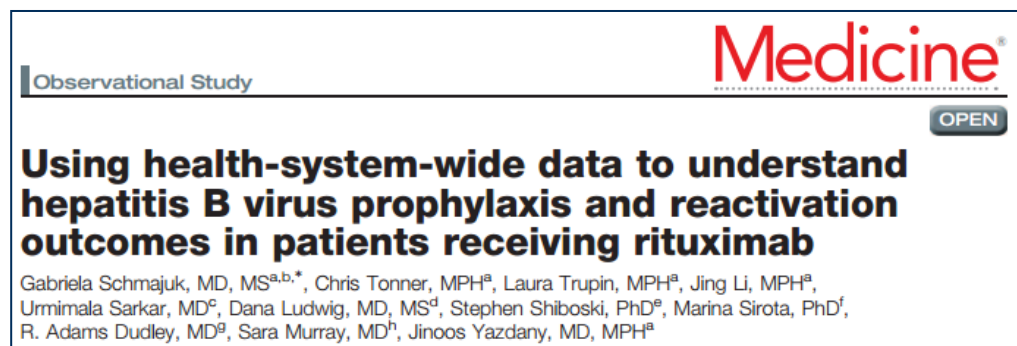 Medicine®
Observational Study
OPEN
Using health-system-wide data to understand
hepatitis B virus prophylaxis and reactivation
outcomes in patients receiving rituximab
Gabriela Schmajuk, MD, MSa,b,*, Chris Tonner, MPHa, Laura Trupin, MPHa, Jing Li, MPHa,
Urmimala Sarkar, MDc, Dana Ludwig, MD, MSd, Stephen Shiboski, PhDe, Marina Sirota, PhDf,
R. Adams Dudley, MDg, Sara Murray, MDh, Jinoos Yazdany, MD, MPHa